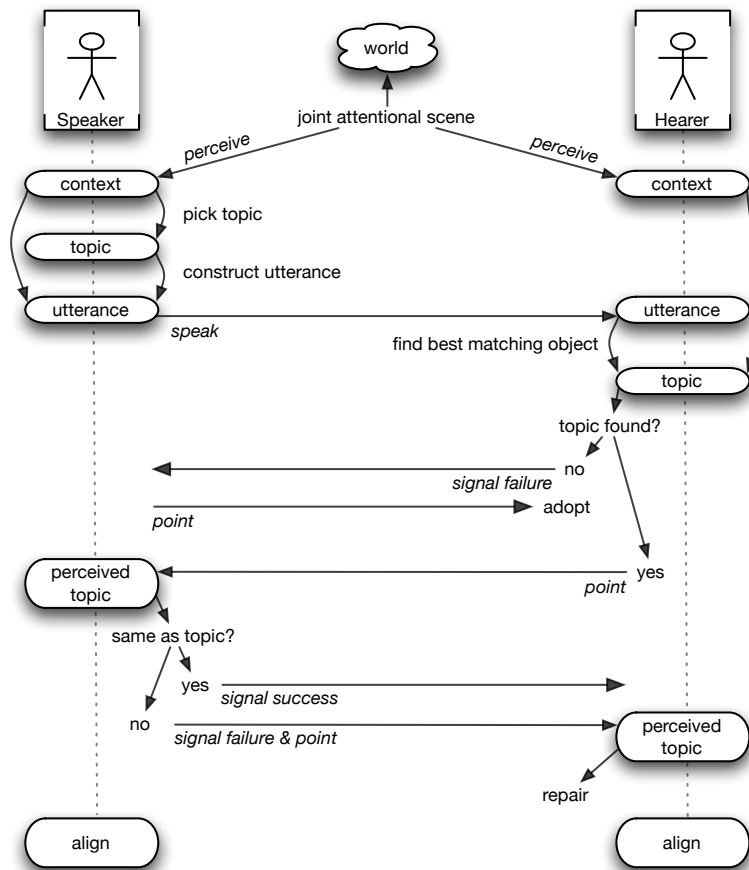 world
Speaker
joint attentional scene
Hearer
perceive
perceive
context
context
pick topic
topic
construct utterance
utterance
utterance
speak
find best matching object
topic
topic found?
no
signal failure
point
adopt
perceived
topic
yes
point
same as topic?
yes
signal success
no
signal failure & point
perceived
topic
repair
align
align